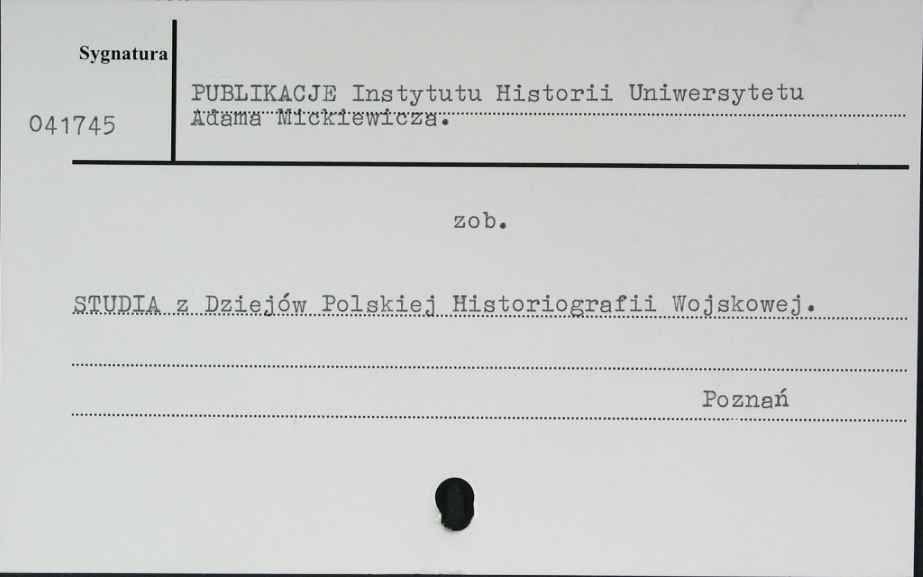 Sygnatura
PUBLIKACJE Instytutu Historii Uniwersytetu
041745
Adama Mickiewicza.
zob.
STUDIA z Dziejów Polskiej Historiografii Wojskowej.
Poznań